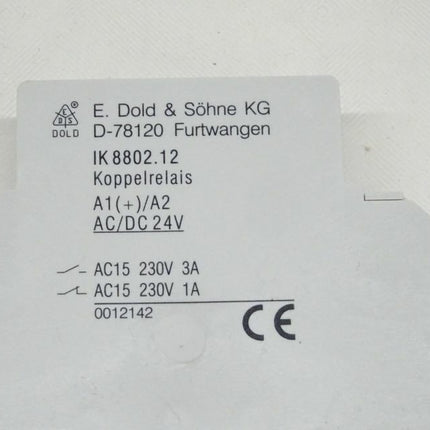 E. Dold & Söhne KG
D-78120 Furtwangen
E D S
®
DOLD
IK 8802.12
Koppelrelais
A1(+)/A2
AC/DC 24V
AC15 230V 3A
AC15 230V 1A
0012142
CE